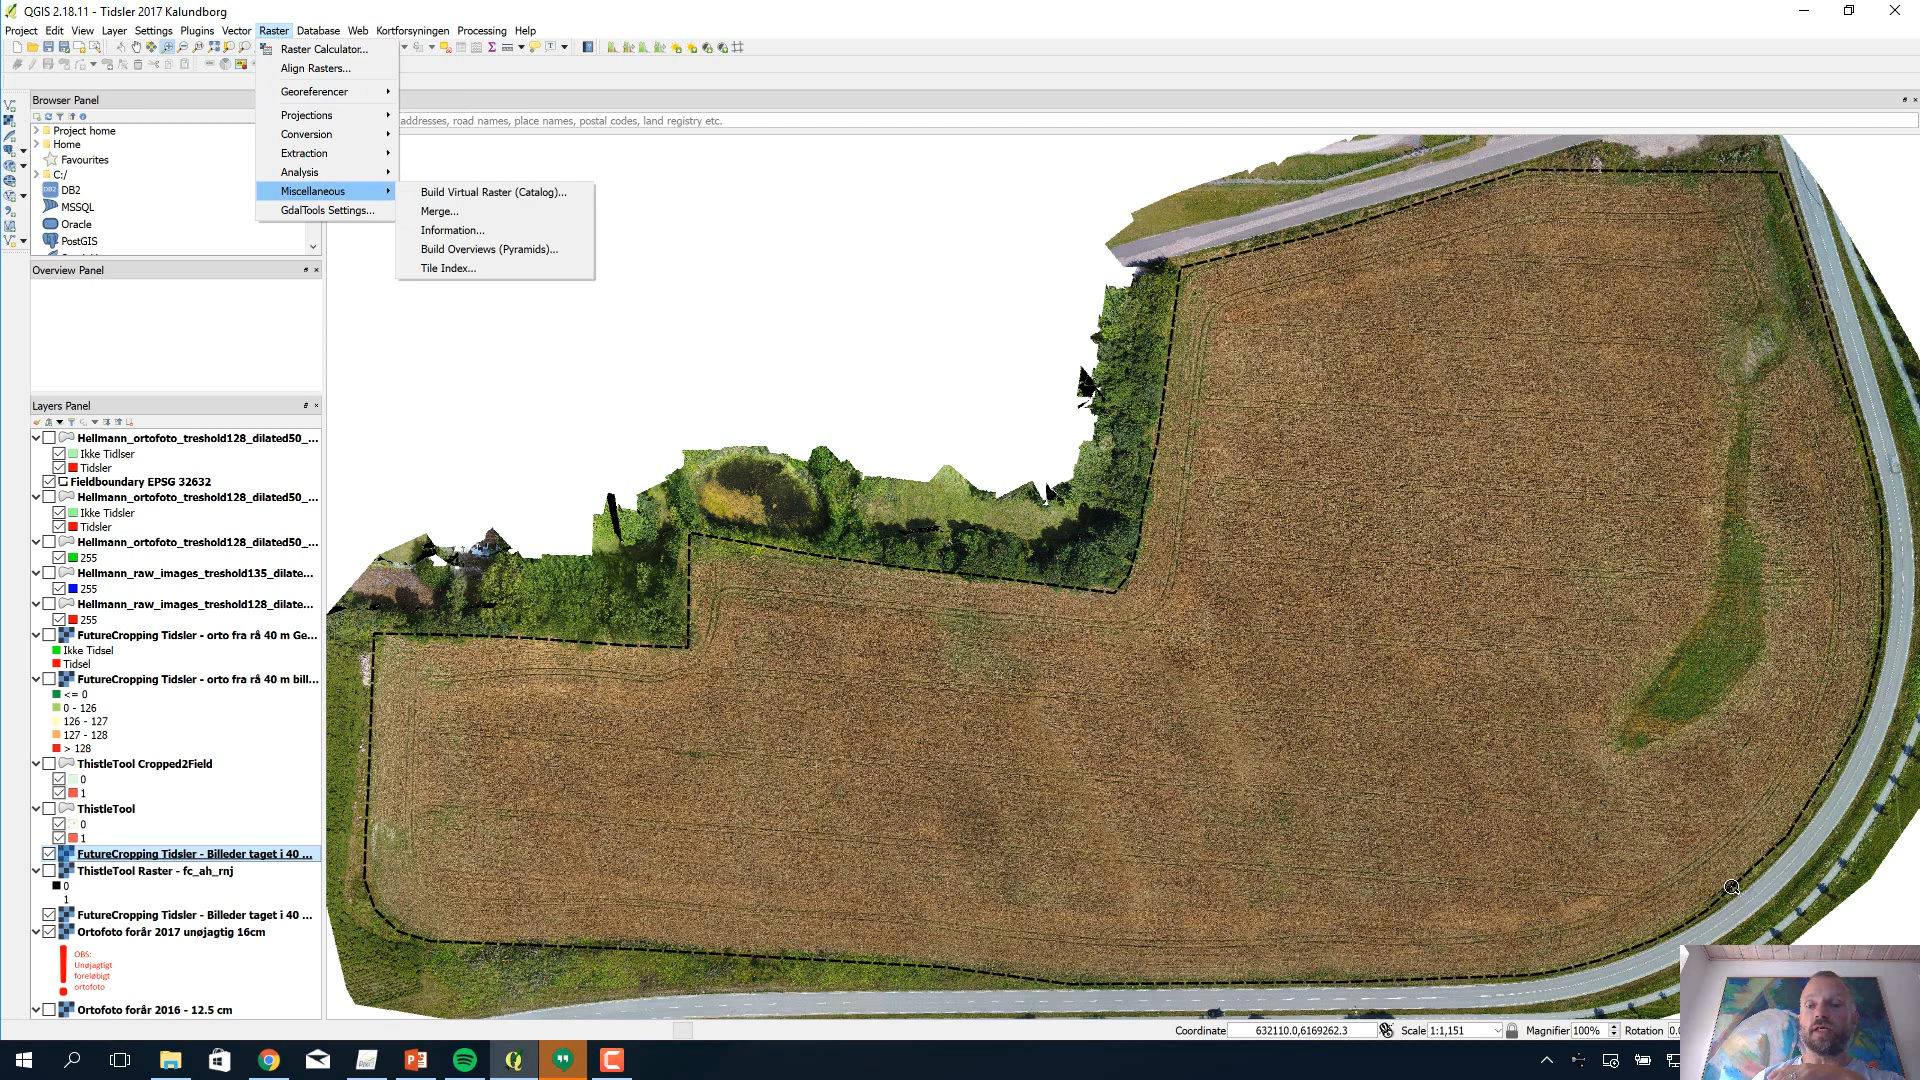 QGIS 2.18.11 - Tidsler 2017 Kalundborg
Project Edit View Layer Settings Plugins Vector Raster Database Web Kortforsyningen Processing Help
Raster Calculator...
Align Rasters...
Georeferencer
Projections
Conversion
Extraction
Analysis
Miscellaneous
GdalTools Settings...
Build Virtual Raster (Catalog)...
Merge...
Information...
Build Overviews (Pyramids)...
Tile Index...
addresses, road names, place names, postal codes, land registry etc.
Browser Panel
Project home
Home
Favourites
C:/
DB2
MSSQL
Oracle
PostGIS
Overview Panel
Layers Panel
Hellmann_ortofoto_treshold128_dilated50_...
Ikke Tidlser
Tidsler
Fieldboundary EPSG 32632
Hellmann_ortofoto_treshold128_dilated50_...
Ikke Tidsler
Tidsler
Hellmann_ortofoto_treshold128_dilated50_...
255
Hellmann_raw_images_treshold135_dilate...
255
Hellmann_raw_images_treshold128_dilate...
255
FutureCropping Tidsler - orto fra rå 40 m Ge...
Ikke Tidsel
Tidsel
FutureCropping Tidsler - orto fra rå 40 m bill...
<= 0
0 - 126
126 - 127
127 - 128
> 128
ThistleTool Cropped2Field
0
1
ThistleTool
0
1
FutureCropping Tidsler - Billeder taget i 40 ...
ThistleTool Raster - fc_ah_rnj
0
1
FutureCropping Tidsler - Billeder taget i 40 ...
Ortofoto forår 2017 unøjagtig 16cm
OBS:
Unøjagtigt
foreløbigt
ortofoto
Ortofoto forår 2016 - 12.5 cm
Coordinate 632110.0,6169262.3 Scale 1:1,151 Magnifier 100% Rotation 0.0